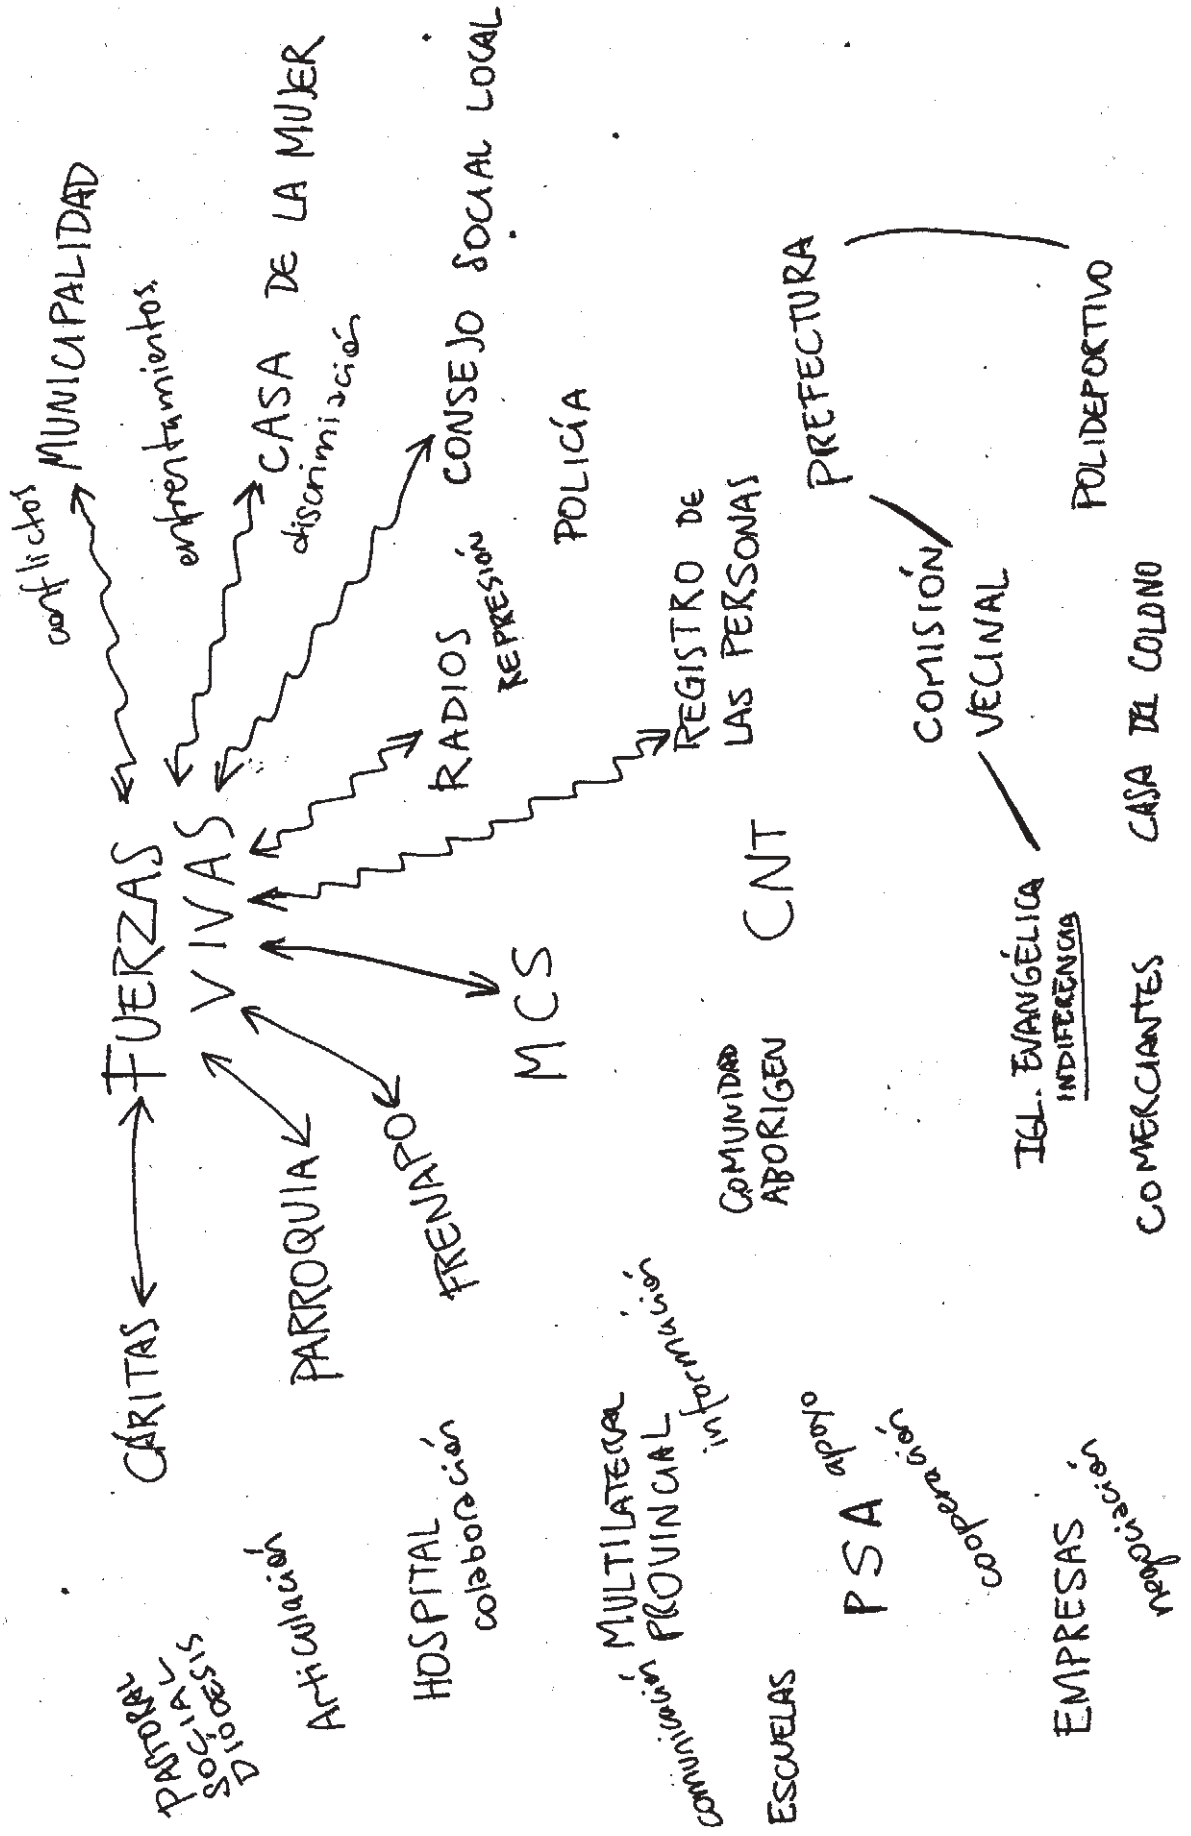 PASTORAL
SOCIAL
DIÓCESIS
CÁRITAS
FUERZAS
VIVAS
conflictos
MUNICIPALIDAD
enfrentamientos.
Articulación
PARROQUIA
CASA DE LA MUJER
discrimiación
HOSPITAL
colaboración
FRENAPO
RADIOS
REPRESIÓN
CONSEJO SOCIAL LOCAL
MCS
POLICÍA
comunicación
MULTILATERAL
PROVINCIAL
información
COMUNIDAD
ABORIGEN
CNT
REGISTRO DE
LAS PERSONAS
PREFECTURA
ESCUELAS
PSA
apoyo
cooperación
COMISIÓN
VECINAL
IGL. EVANGÉLICA
INDIFERENCIA
POLIDEPORTIVO
EMPRESAS
negociación
COMERCIANTES
CASA DEL COLONO